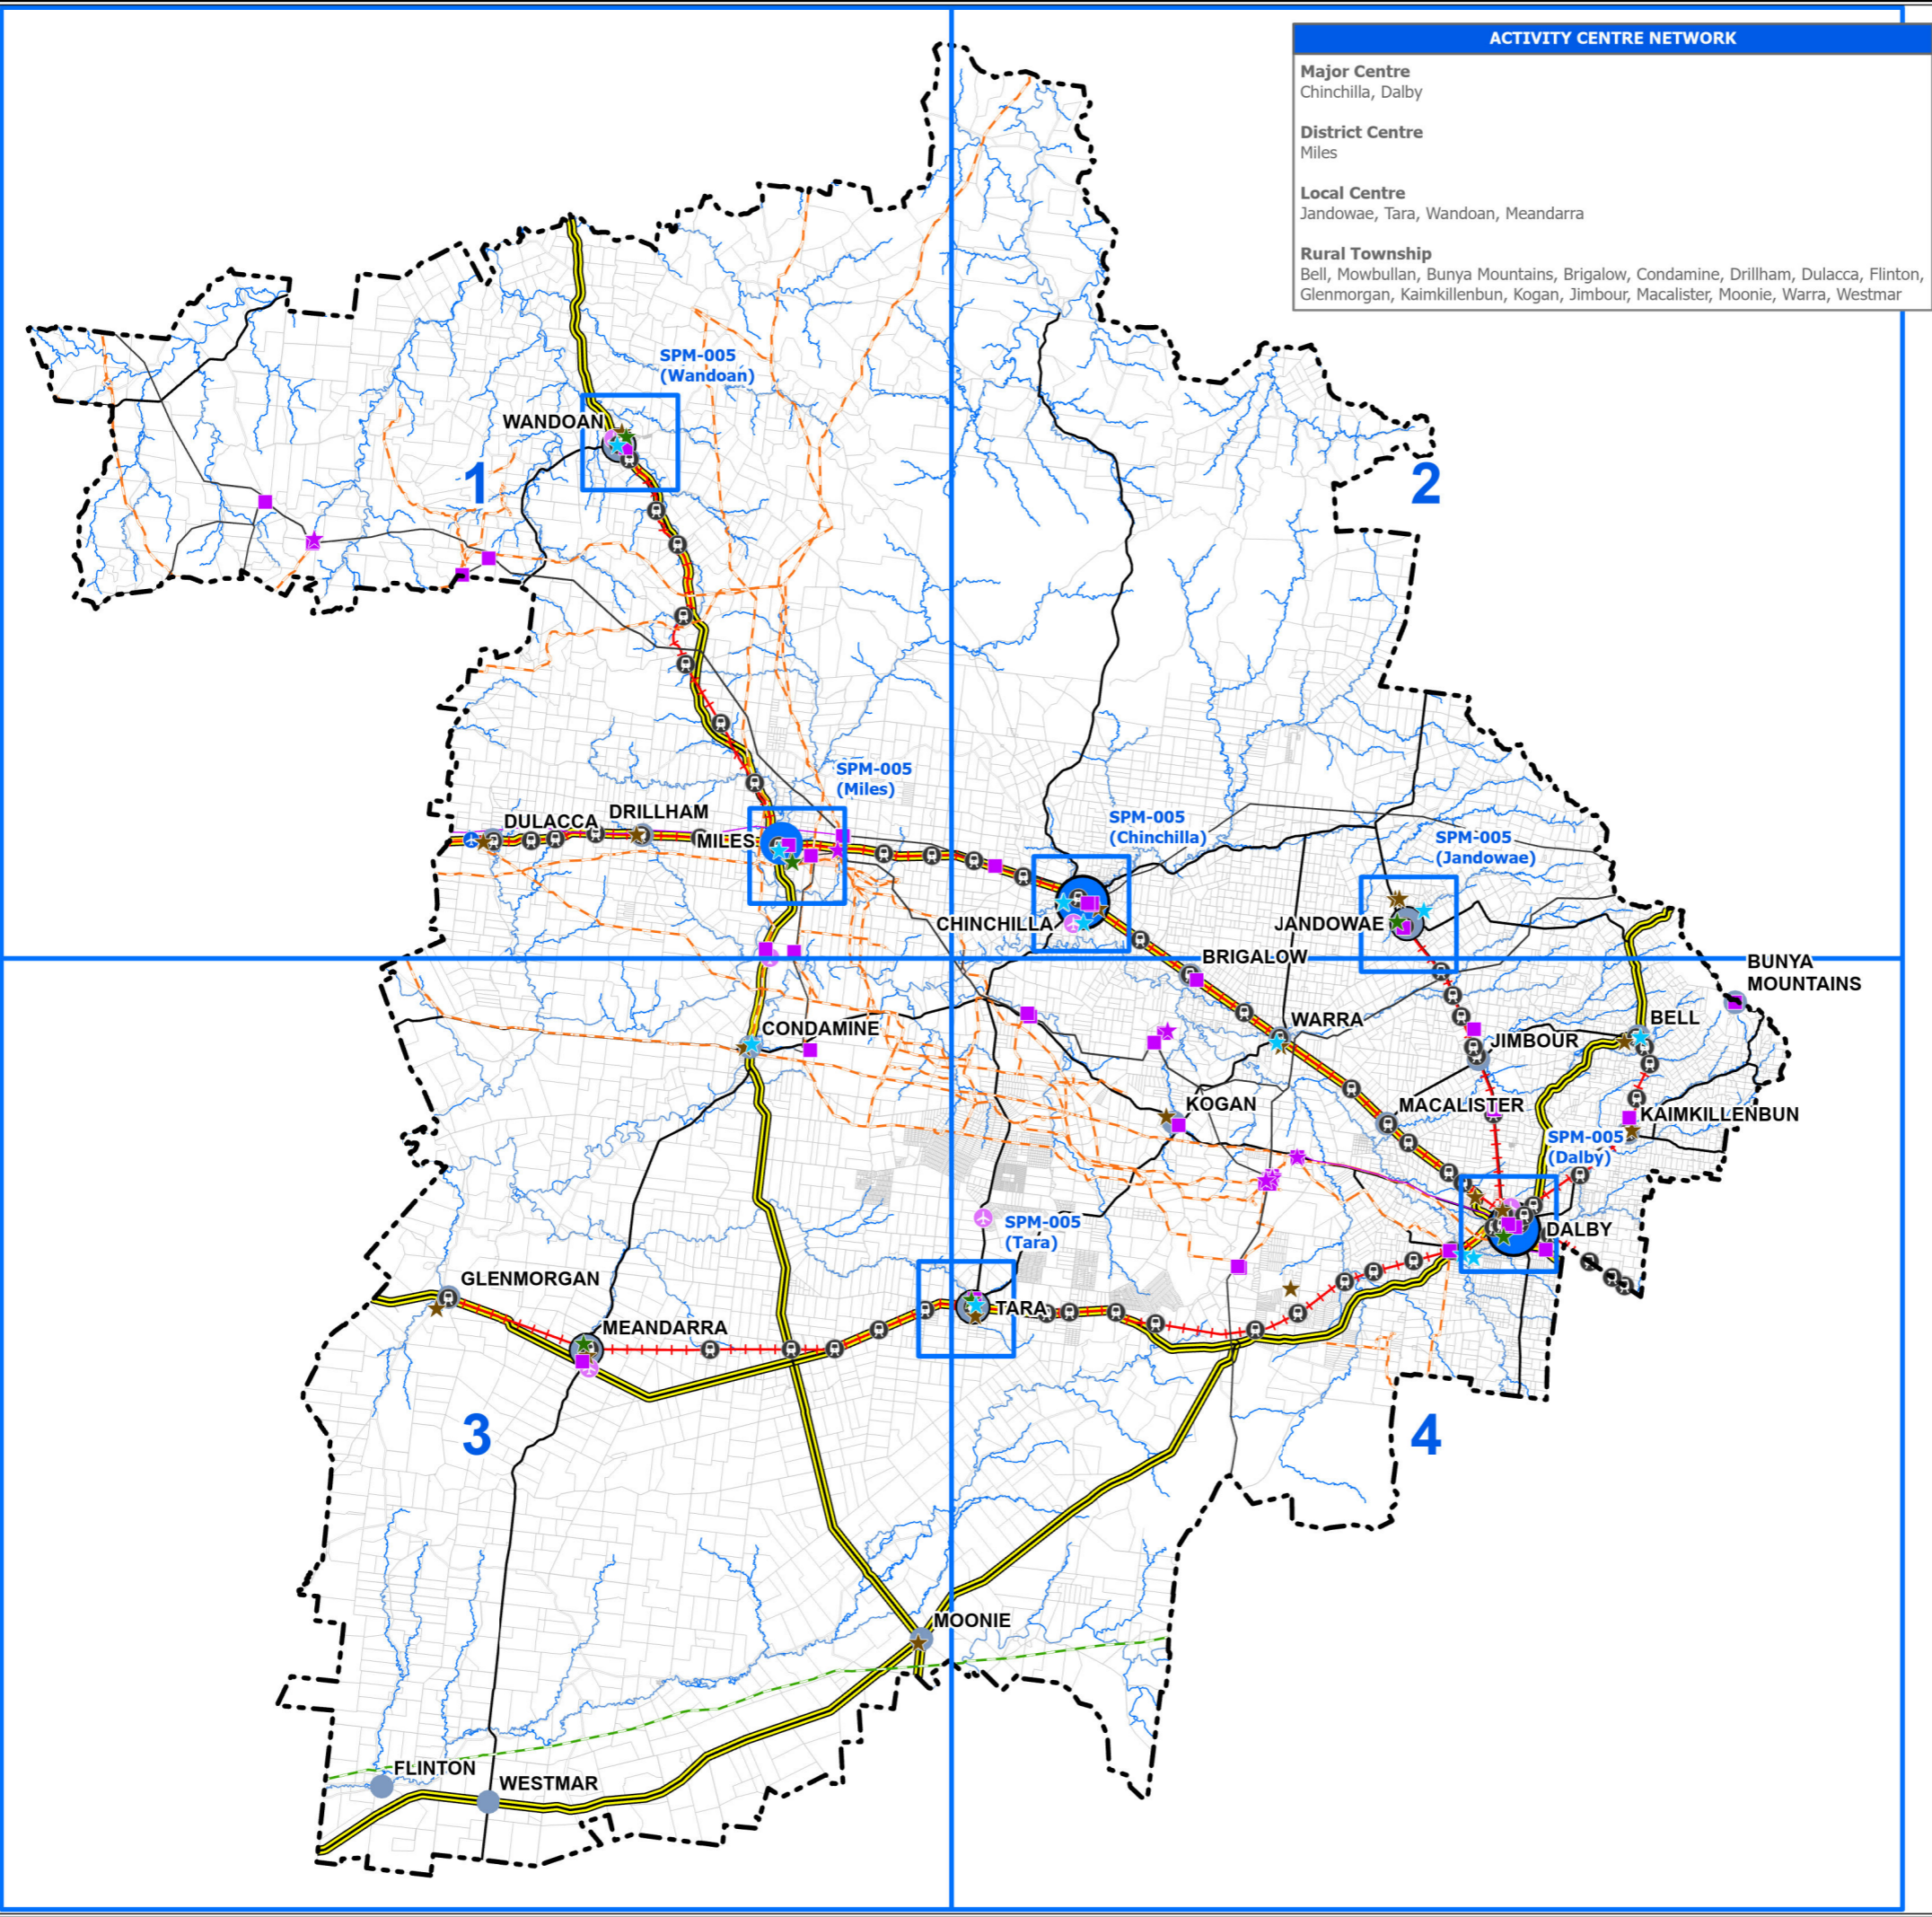 ACTIVITY CENTRE NETWORK
Major Centre
Chinchilla, Dalby
District Centre
Miles
Local Centre
Jandowae, Tara, Wandoan, Meandarra
Rural Township
Bell, Mowbullan, Bunya Mountains, Brigalow, Condamine, Drillham, Dulacca, Flinton,
Glenmorgan, Kaimkillenbun, Kogan, Jimbour, Macalister, Moonie, Warra, Westmar
SPM-005
(Wandoan)
WANDOAN
1
2
SPM-005
(Miles)
DULACCA
DRILLHAM
MILES
SPM-005
(Chinchilla)
SPM-005
(Jandowae)
CHINCHILLA
JANDOWAE
BRIGALOW
BUNYA
MOUNTAINS
CONDAMINE
WARRA
BELL
JIMBOUR
KOGAN
MACALISTER
KAIMKILLENBUN
SPM-005
(Dalby)
SPM-005
(Tara)
DALBY
GLENMORGAN
TARA
MEANDARRA
3
4
MOONIE
FLINTON
WESTMAR